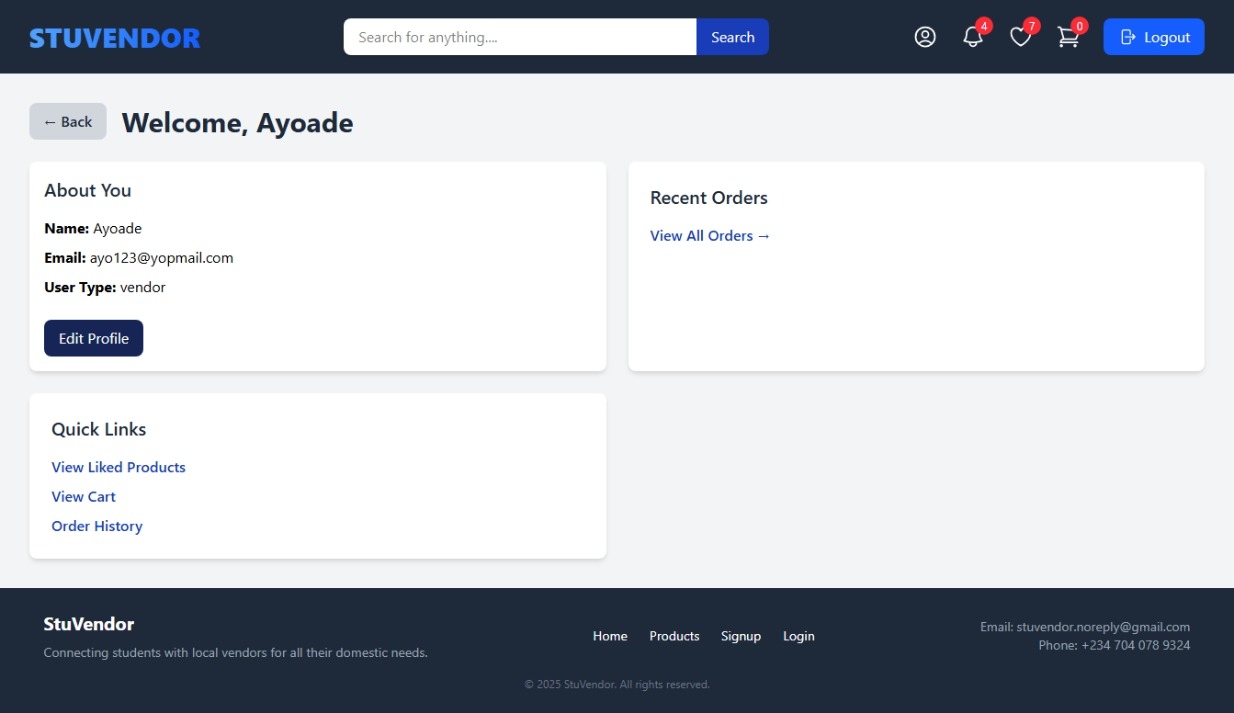 STUVENDOR
Search for anything....
Search
4
7
0
Logout
← Back
Welcome, Ayoade
About You
Name: Ayoade
Email: ayo123@yopmail.com
User Type: vendor
Edit Profile
Recent Orders
View All Orders →
Quick Links
View Liked Products
View Cart
Order History
StuVendor
Connecting students with local vendors for all their domestic needs.
Home Products Signup Login
Email: stuvendor.noreply@gmail.com
Phone: +234 704 078 9324
© 2025 StuVendor. All rights reserved.